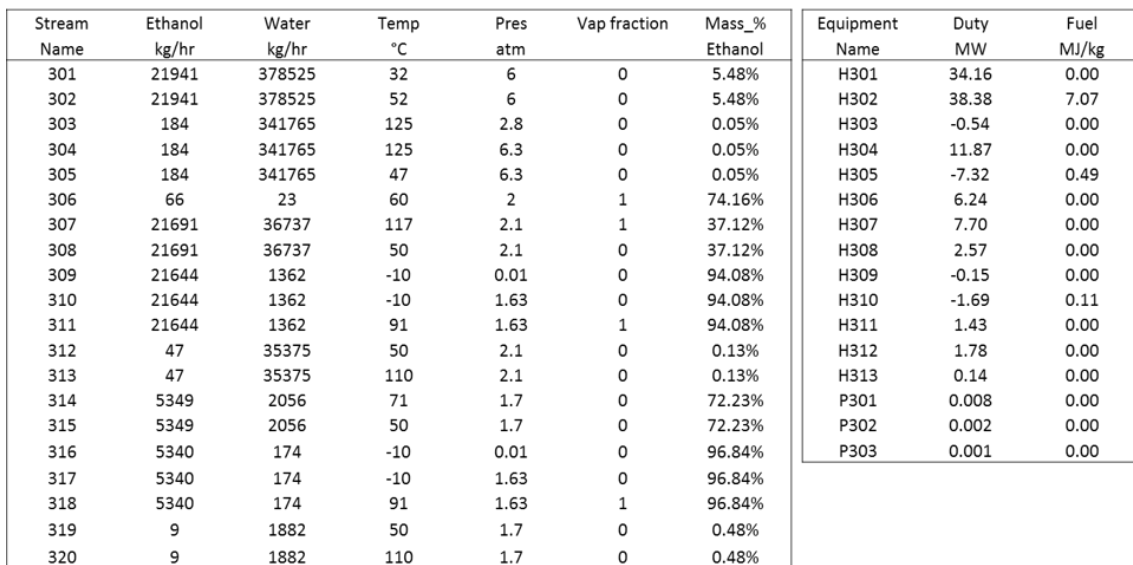 Stream Ethanol Water Temp Pres Vap fraction Mass_% Equipment Duty Fuel
Name kg/hr kg/hr °C atm Ethanol Name MW MJ/kg
301 21941 378525 32 6 0 5.48% H301 34.16 0.00
302 21941 378525 52 6 0 5.48% H302 38.38 7.07
303 184 341765 125 2.8 0 0.05% H303 -0.54 0.00
304 184 341765 125 6.3 0 0.05% H304 11.87 0.00
305 184 341765 47 6.3 0 0.05% H305 -7.32 0.49
306 66 23 60 2 1 74.16% H306 6.24 0.00
307 21691 36737 117 2.1 1 37.12% H307 7.70 0.00
308 21691 36737 50 2.1 0 37.12% H308 2.57 0.00
309 21644 1362 -10 0.01 0 94.08% H309 -0.15 0.00
310 21644 1362 -10 1.63 0 94.08% H310 -1.69 0.11
311 21644 1362 91 1.63 1 94.08% H311 1.43 0.00
312 47 35375 50 2.1 0 0.13% H312 1.78 0.00
313 47 35375 110 2.1 0 0.13% H313 0.14 0.00
314 5349 2056 71 1.7 0 72.23% P301 0.008 0.00
315 5349 2056 50 1.7 0 72.23% P302 0.002 0.00
316 5340 174 -10 0.01 0 96.84% P303 0.001 0.00
317 5340 174 -10 1.63 0 96.84%
318 5340 174 91 1.63 1 96.84%
319 9 1882 50 1.7 0 0.48%
320 9 1882 110 1.7 0 0.48%